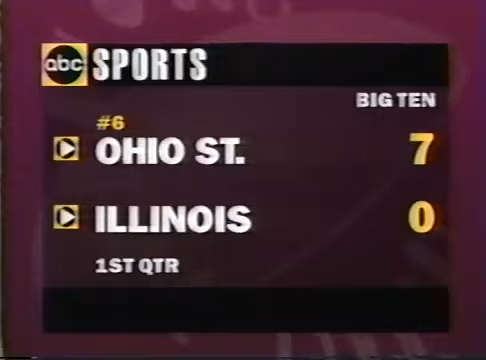 abc SPORTS
BIG TEN
#6
OHIO ST. 7
ILLINOIS 0
1ST QTR